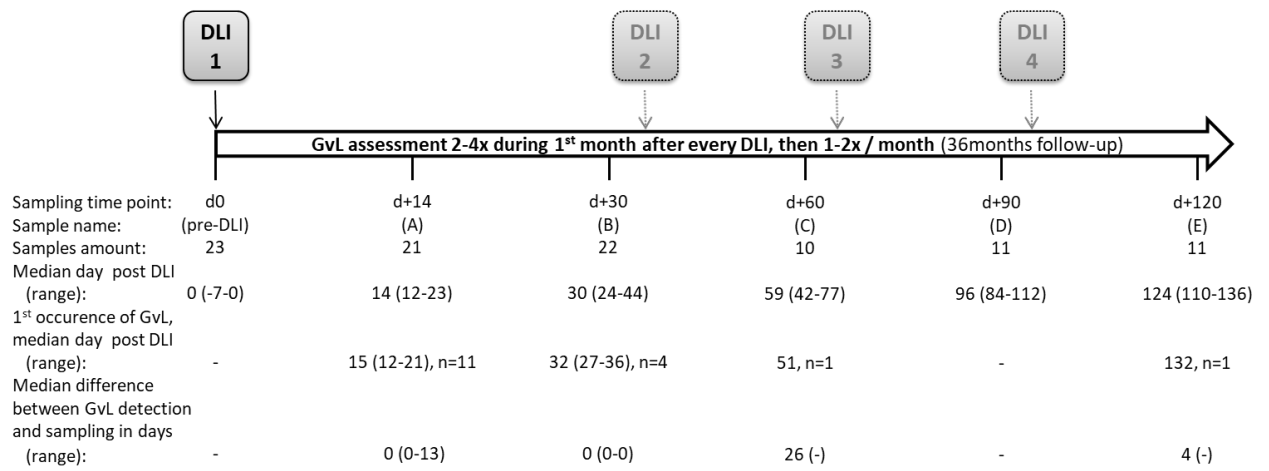 DLI DLI DLI DLI
1 2 3 4
GvL assessment 2-4x during 1st month after every DLI, then 1-2x / month (36months follow-up)
Sampling time point: d0 d+14 d+30 d+60 d+90 d+120
Sample name: (pre-DLI) (A) (B) (C) (D) (E)
Samples amount: 23 21 22 10 11 11
Median day post DLI
(range): 0 (-7-0) 14 (12-23) 30 (24-44) 59 (42-77) 96 (84-112) 124 (110-136)
1st occurence of GvL,
median day post DLI
(range): - 15 (12-21), n=11 32 (27-36), n=4 51, n=1 - 132, n=1
Median difference
between GvL detection
and sampling in days
(range): - 0 (0-13) 0 (0-0) 26 (-) - 4 (-)